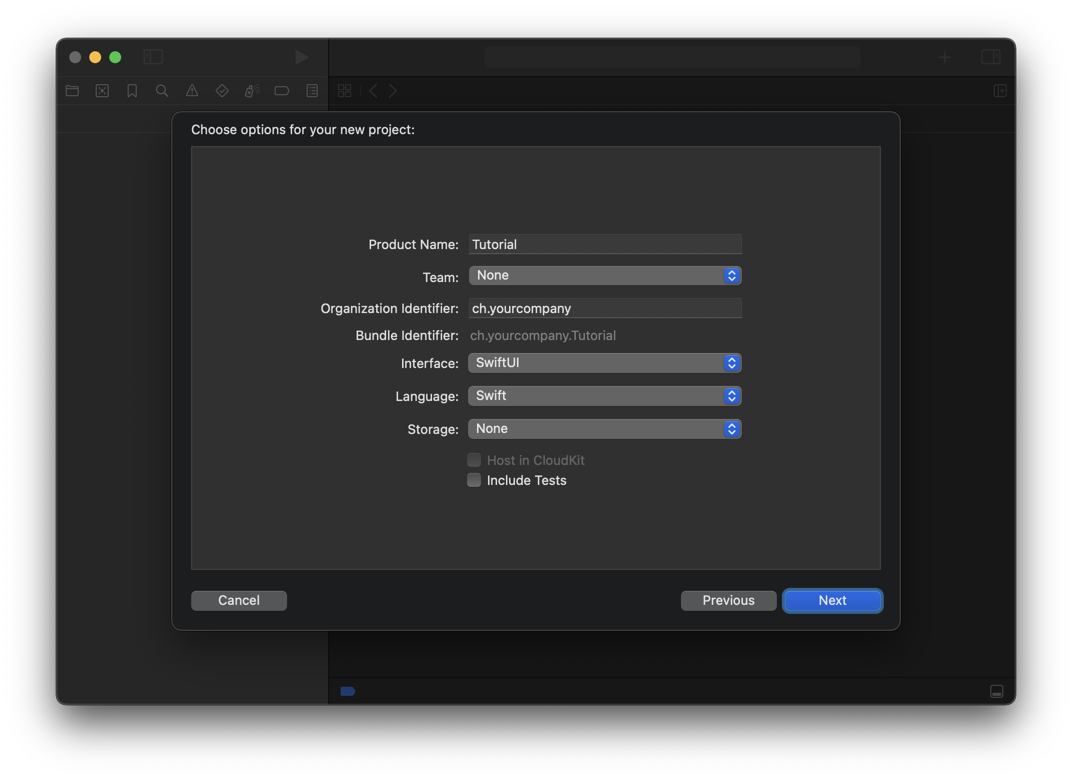 Choose options for your new project:
Product Name: Tutorial
Team: None
Organization Identifier: ch.yourcompany
Bundle Identifier: ch.yourcompany.Tutorial
Interface: SwiftUI
Language: Swift
Storage: None
Host in CloudKit
Include Tests
Cancel Previous Next